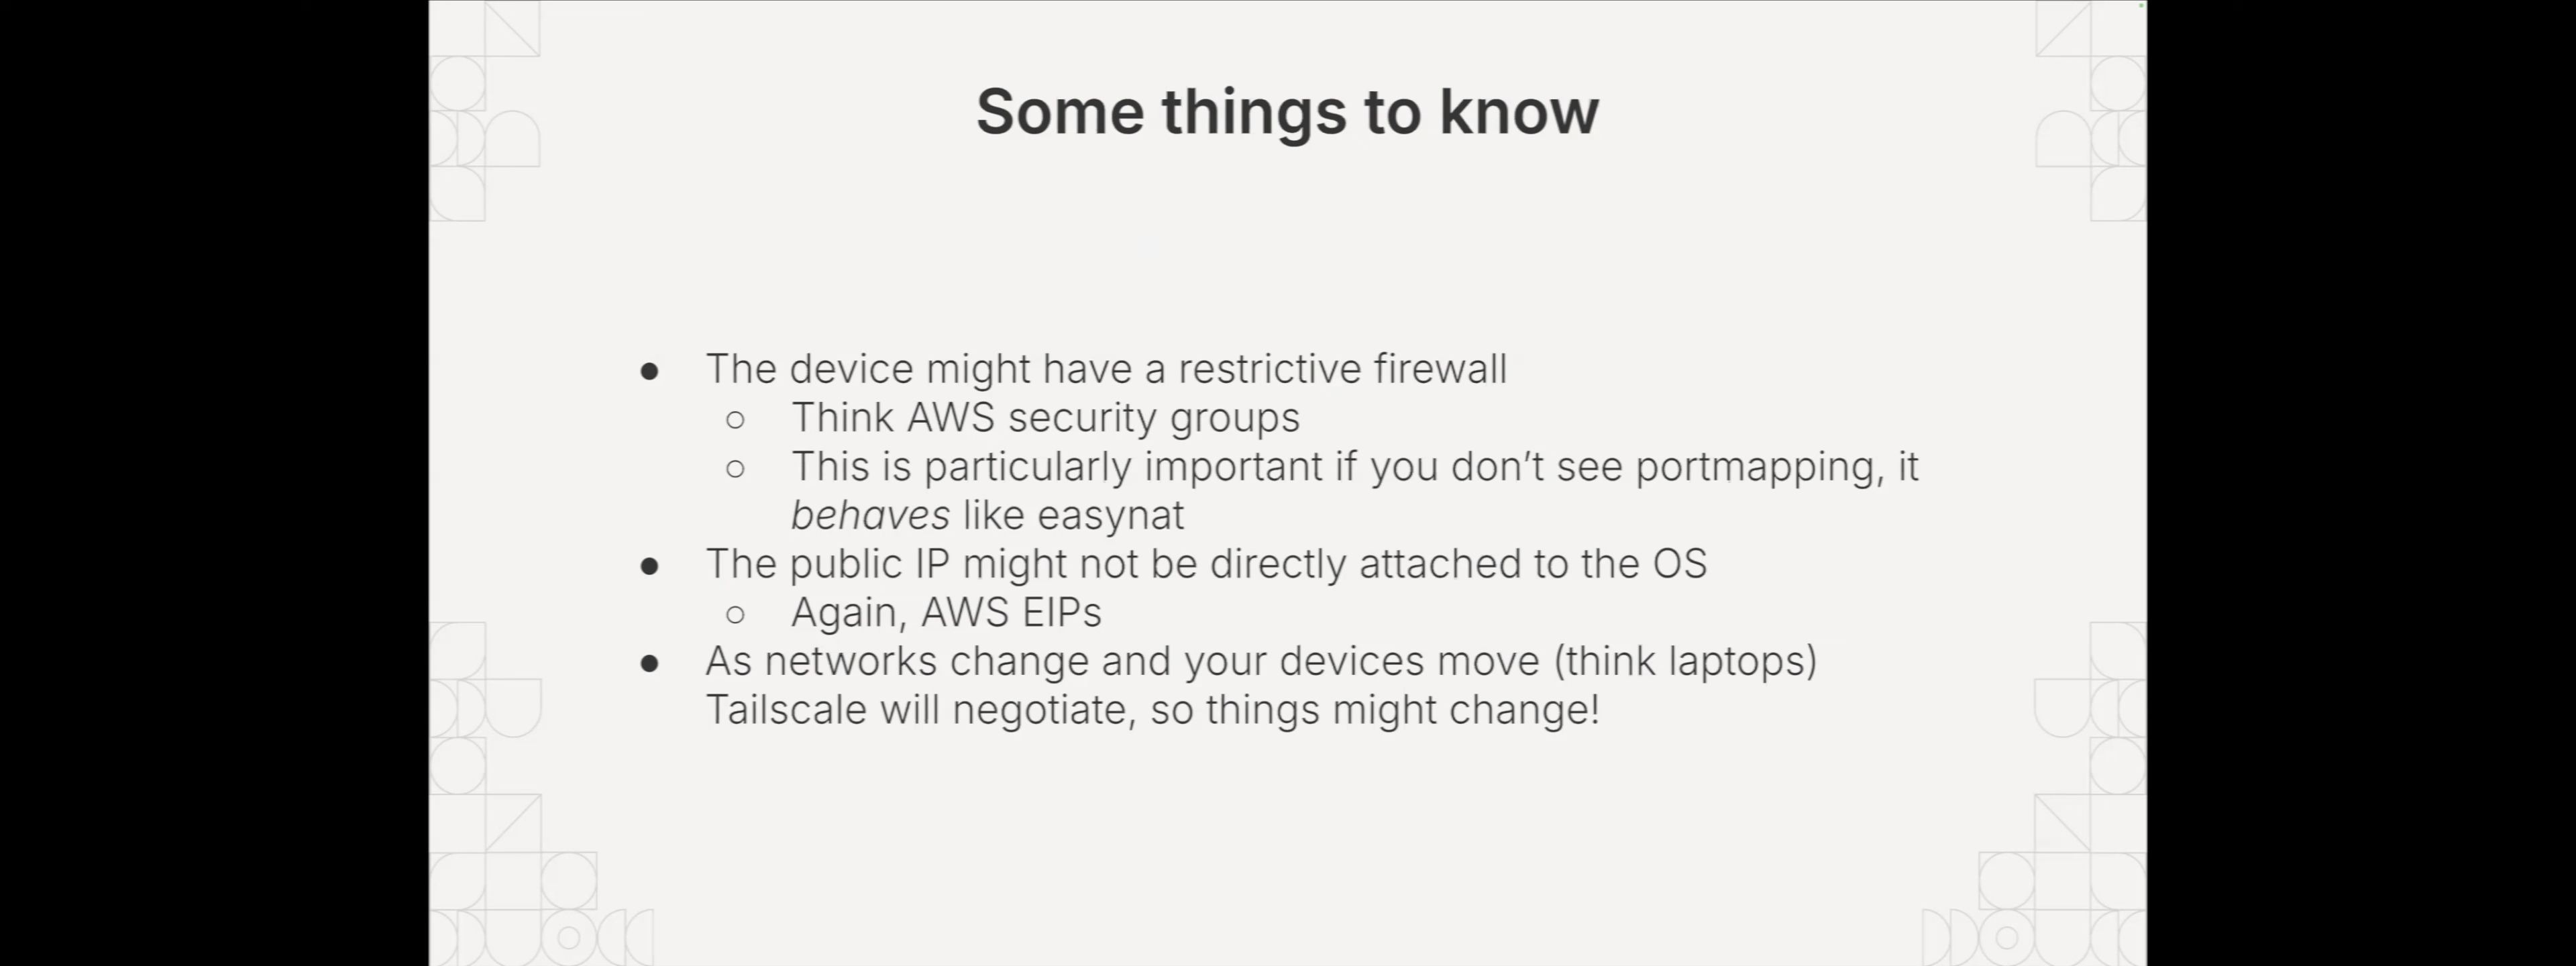 Some things to know
● The device might have a restrictive firewall
○ Think AWS security groups
○ This is particularly important if you don’t see portmapping, it
behaves like easynat
● The public IP might not be directly attached to the OS
○ Again, AWS EIPs
● As networks change and your devices move (think laptops)
Tailscale will negotiate, so things might change!